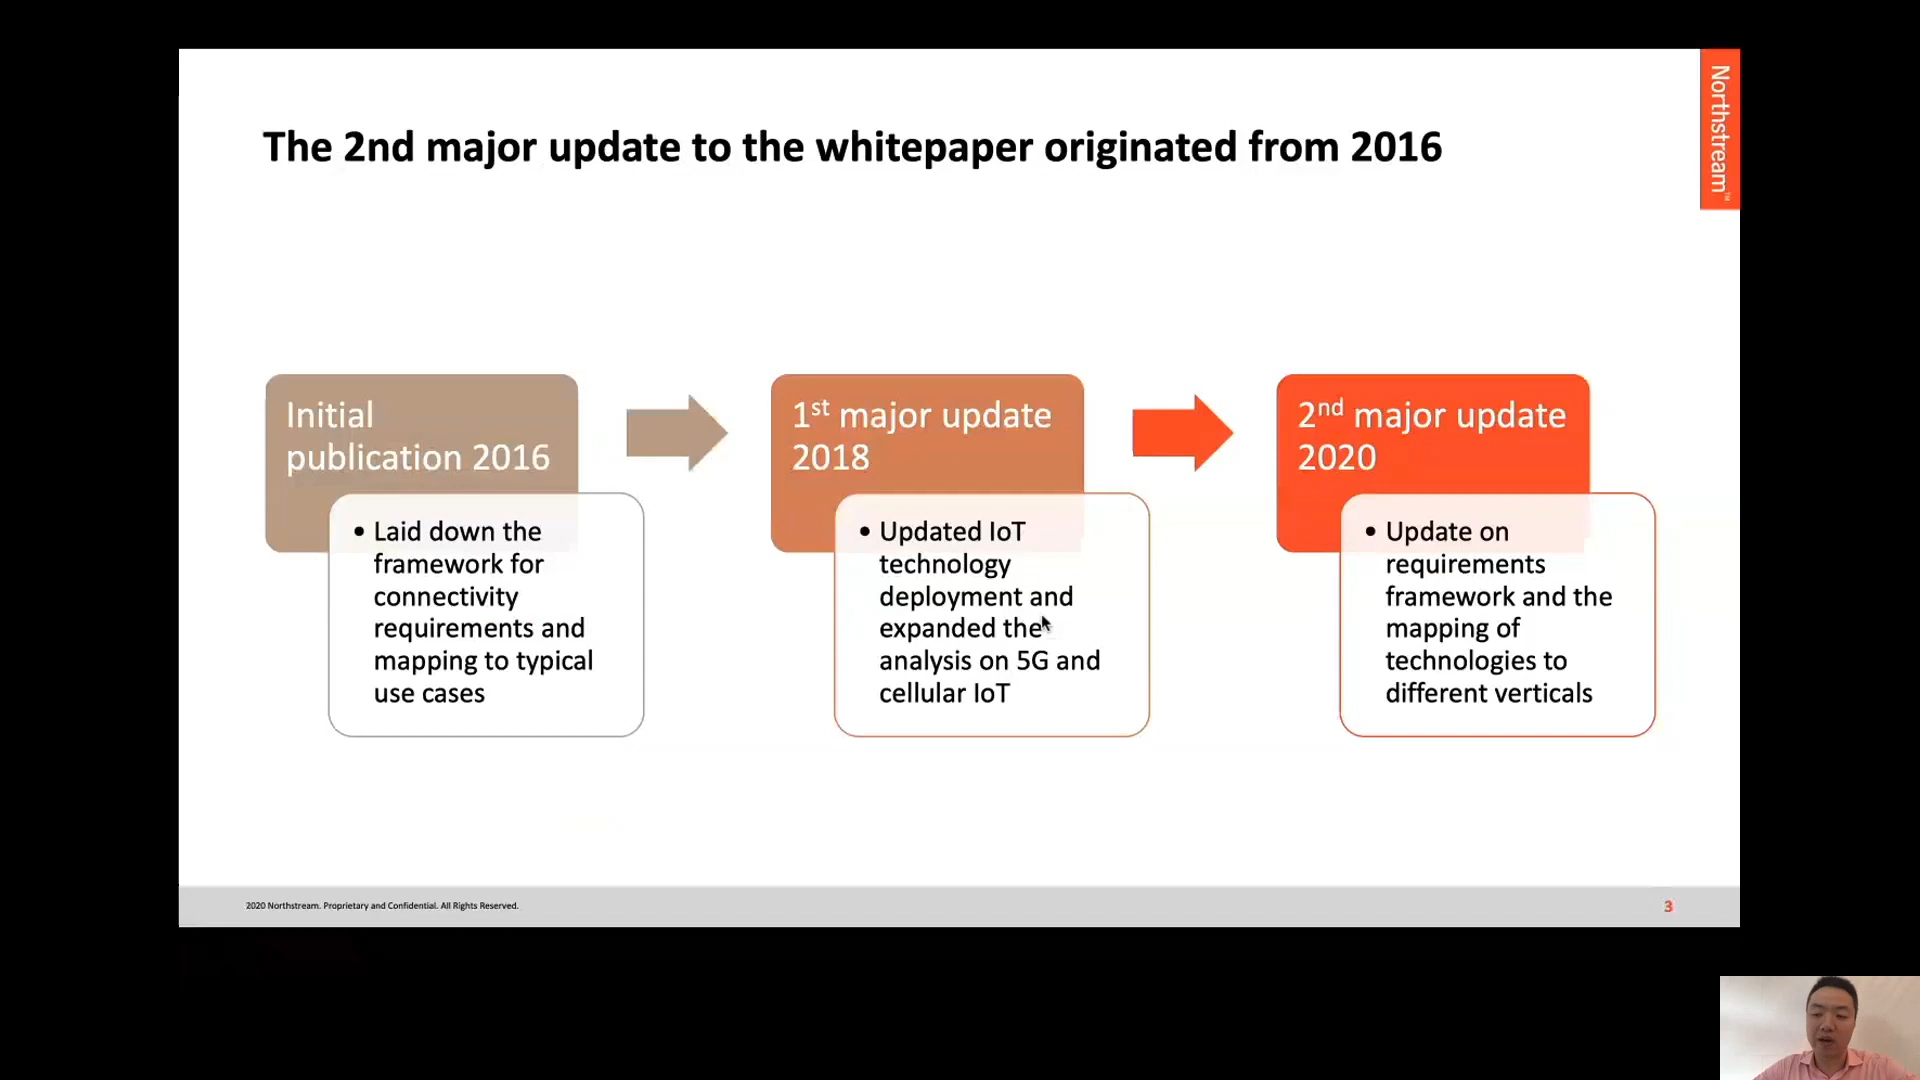 The 2nd major update to the whitepaper originated from 2016
Northstream™
Initial
publication 2016
• Laid down the
framework for
connectivity
requirements and
mapping to typical
use cases
1st major update
2018
• Updated IoT
technology
deployment and
expanded the
analysis on 5G and
cellular IoT
2nd major update
2020
• Update on
requirements
framework and the
mapping of
technologies to
different verticals
2020 Northstream. Proprietary and Confidential. All Rights Reserved.
3